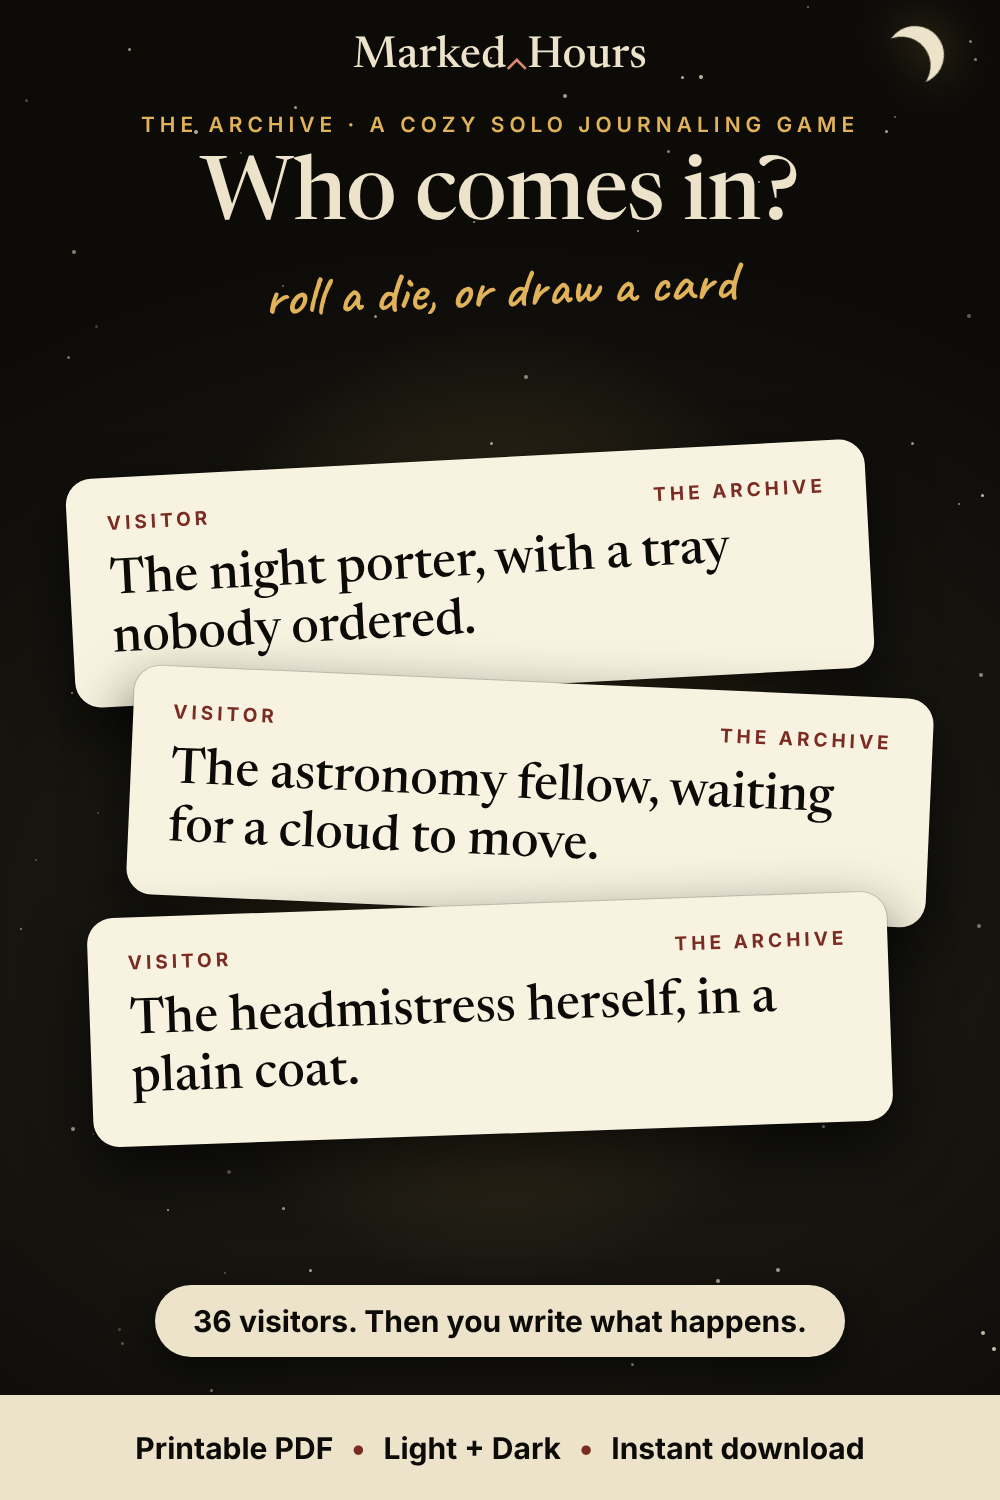 Marked‸Hours
THE ARCHIVE · A COZY SOLO JOURNALING GAME
Who comes in?
roll a die, or draw a card
VISITOR
THE ARCHIVE
The night porter, with a tray
nobody ordered.
VISITOR
THE ARCHIVE
The astronomy fellow, waiting
for a cloud to move.
VISITOR
THE ARCHIVE
The headmistress herself, in a
plain coat.
36 visitors. Then you write what happens.
Printable PDF • Light + Dark • Instant download